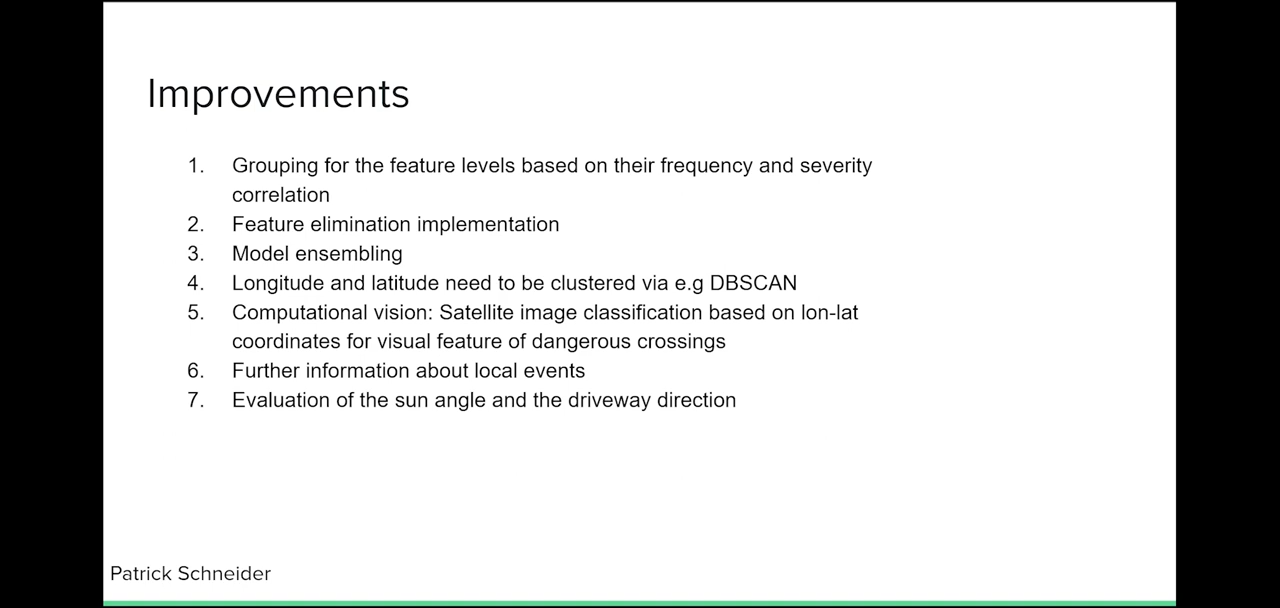 Improvements
1. Grouping for the feature levels based on their frequency and severity
correlation
2. Feature elimination implementation
3. Model ensembling
4. Longitude and latitude need to be clustered via e.g DBSCAN
5. Computational vision: Satellite image classification based on lon-lat
coordinates for visual feature of dangerous crossings
6. Further information about local events
7. Evaluation of the sun angle and the driveway direction
Patrick Schneider